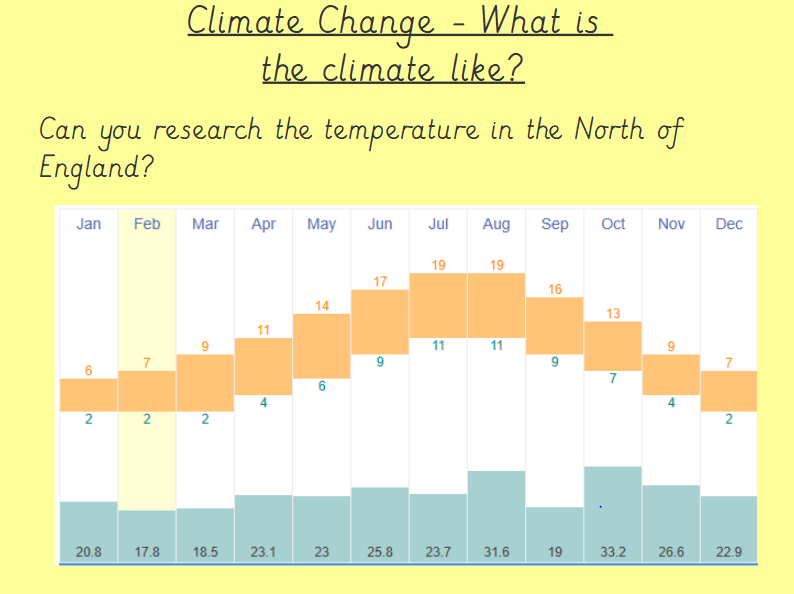 Climate Change - What is
the climate like?
Can you research the temperature in the North of
England?
Jan Feb Mar Apr May Jun Jul Aug Sep Oct Nov Dec
6 7 9 11 14 17 19 19 16 13 9 7
2 2 2 4 6 9 11 11 9 7 4 2
20.8 17.8 18.5 23.1 23 25.8 23.7 31.6 19 33.2 26.6 22.9